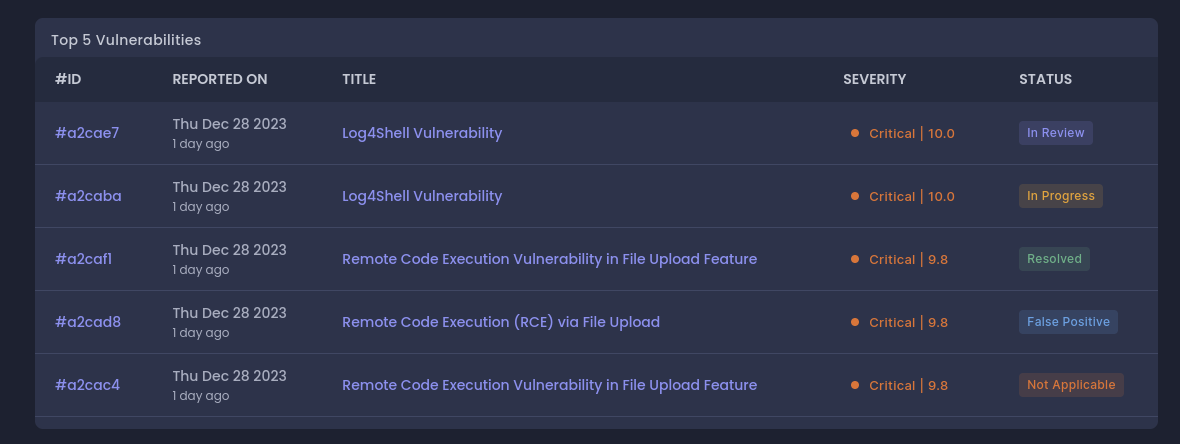 Top 5 Vulnerabilities
#ID REPORTED ON TITLE SEVERITY STATUS
#a2cae7 Thu Dec 28 2023 Log4Shell Vulnerability Critical | 10.0 In Review
1 day ago
#a2caba Thu Dec 28 2023 Log4Shell Vulnerability Critical | 10.0 In Progress
1 day ago
#a2caf1 Thu Dec 28 2023 Remote Code Execution Vulnerability in File Upload Feature Critical | 9.8 Resolved
1 day ago
#a2cad8 Thu Dec 28 2023 Remote Code Execution (RCE) via File Upload Critical | 9.8 False Positive
1 day ago
#a2cac4 Thu Dec 28 2023 Remote Code Execution Vulnerability in File Upload Feature Critical | 9.8 Not Applicable
1 day ago